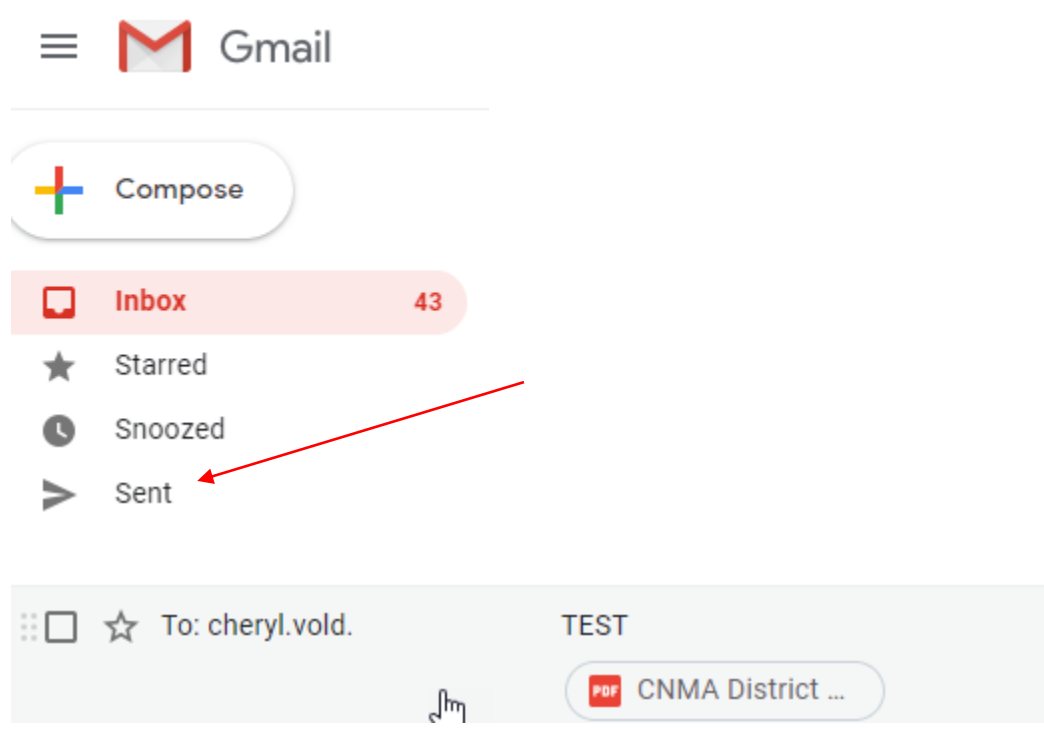 Gmail
Compose
Inbox 43
Starred
Snoozed
Sent
To: cheryl.vold. TEST
PDF CNMA District ...